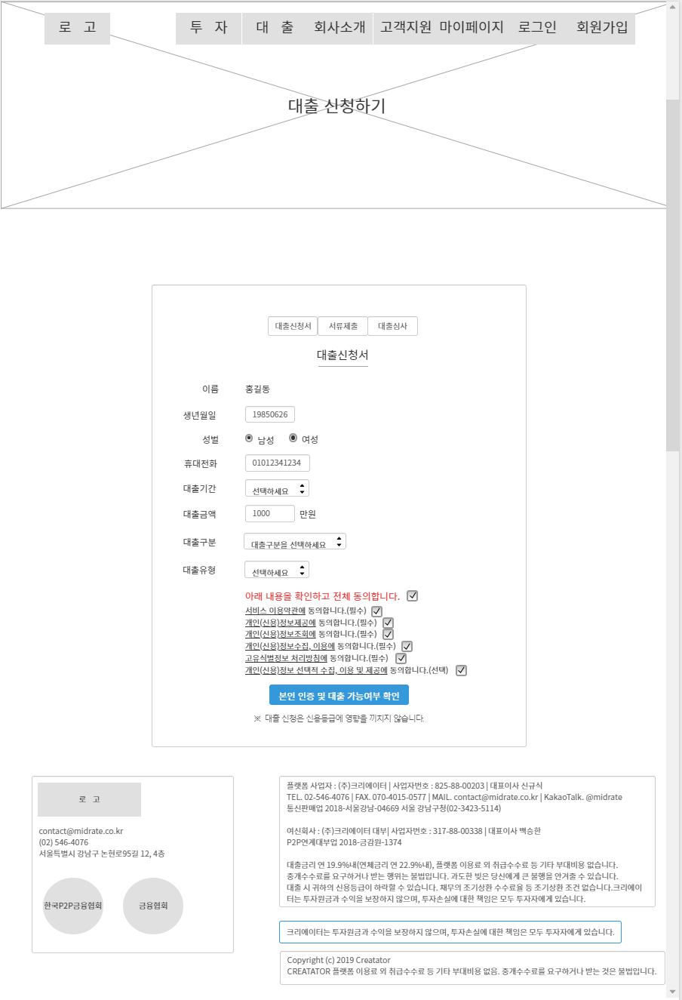 로 고
투 자
대 출
회사소개
고객지원
마이페이지
로그인
회원가입
대출 신청하기
대출신청서
서류제출
대출심사
대출신청서
이름 홍길동
생년월일 19850626
성별 남성 여성
휴대전화 01012341234
대출기간 선택하세요
대출금액 1000 만원
대출구분 대출구분을 선택하세요
대출유형 선택하세요
아래 내용을 확인하고 전체 동의합니다.
서비스 이용약관에 동의합니다.(필수)
개인(신용)정보제공에 동의합니다.(필수)
개인(신용)정보조회에 동의합니다.(필수)
개인(신용)정보수집, 이용에 동의합니다.(필수)
고유식별정보 처리방침에 동의합니다.(필수)
개인(신용)정보 선택적 수집, 이용 및 제공에 동의합니다.(선택)
본인 인증 및 대출 가능여부 확인
※ 대출 신청은 신용등급에 영향을 끼치지 않습니다.
로 고
contact@midrate.co.kr
(02) 546-4076
서울특별시 강남구 논현로95길 12, 4층
한국P2P금융협회
금융협회
플랫폼 사업자 : (주)크리에이터 | 사업자번호 : 825-88-00203 | 대표이사 신규식
TEL. 02-546-4076 | FAX. 070-4015-0577 | MAIL. contact@midrate.co.kr | KakaoTalk. @midrate
통신판매업 2018-서울강남-04669 서울 강남구청(02-3423-5114)
여신회사 : (주)크리에이터 대부| 사업자번호 : 317-88-00338 | 대표이사 백승한
P2P연계대부업 2018-금감원-1374
대출금리 연 19.9%내(연체금리 연 22.9%내), 플랫폼 이용료 외 취급수수료 등 기타 부대비용 없습니다.
중개수수료를 요구하거나 받는 행위는 불법입니다. 과도한 빚은 당신에게 큰 불행을 안겨줄 수 있습니다.
대출 시 귀하의 신용등급이 하락할 수 있습니다. 채무의 조기상환 수수료율 등 조기상환 조건 없습니다.크리에이
터는 투자원금과 수익을 보장하지 않으며, 투자손실에 대한 책임은 모두 투자자에게 있습니다.
크리에이터는 투자원금과 수익을 보장하지 않으며, 투자손실에 대한 책임은 모두 투자자에게 있습니다.
Copyright (c) 2019 Creatator
CREATATOR 플랫폼 이용료 외 취급수수료 등 기타 부대비용 없음. 중개수수료를 요구하거나 받는 것은 불법입니다.